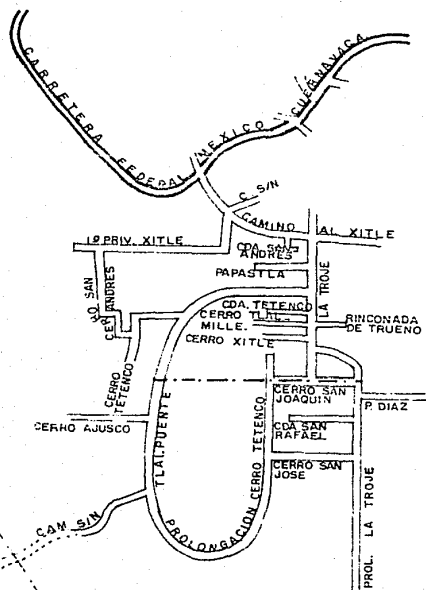 CARRETERA FEDERAL MEXICO CUERNAVACA
C. S/N
CAMINO AL XITLE
1ª PRIV. XITLE
CDA. SAN
ANDRES
PAPASTLA
CERRO SAN ANDRES
LA TROJE
CDA. TETENCO
CERRO TLAL
MILLE.
RINCONADA
DE TRUENO
CERRO XITLE
CERRO
TETENCO
CERRO SAN
JOAQUIN
P. DIAZ
CERRO AJUSCO
TLALPUENTE
CDA SAN
RAFAEL
CERRO SAN
JOSE
PROLONGACION CERRO TETENCO
CAM. S/N
PROL. LA TROJE